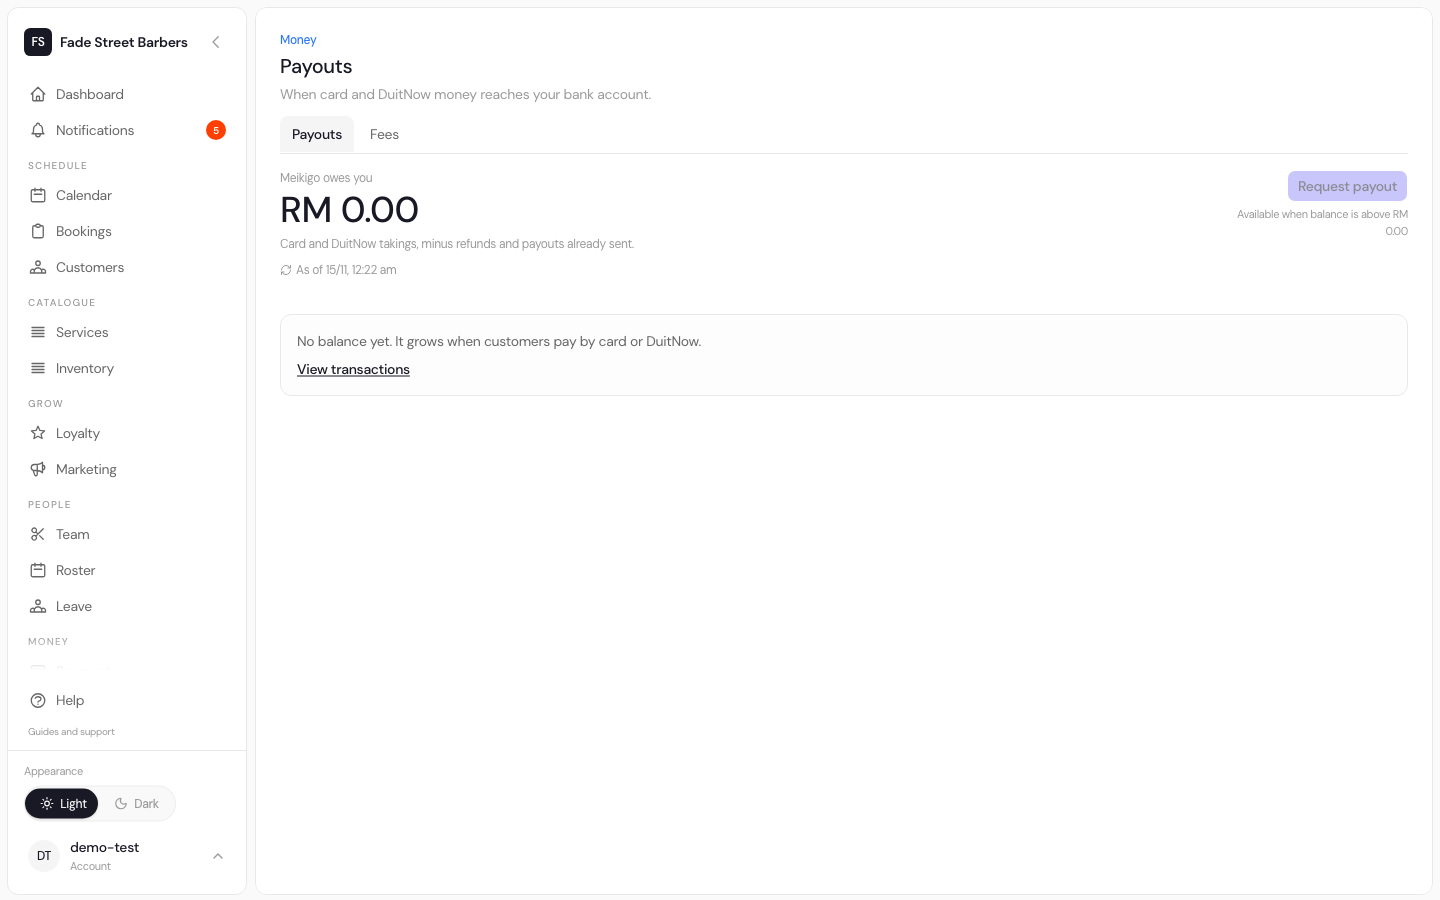 FS
Fade Street Barbers
Dashboard
Notifications
5
SCHEDULE
Calendar
Bookings
Customers
CATALOGUE
Services
Inventory
GROW
Loyalty
Marketing
PEOPLE
Team
Roster
Leave
MONEY
Help
Guides and support
Appearance
Light
Dark
DT
demo-test
Account
Money
Payouts
When card and DuitNow money reaches your bank account.
Payouts
Fees
Meikigo owes you
RM 0.00
Card and DuitNow takings, minus refunds and payouts already sent.
As of 15/11, 12:22 am
Request payout
Available when balance is above RM
0.00
No balance yet. It grows when customers pay by card or DuitNow.
View transactions